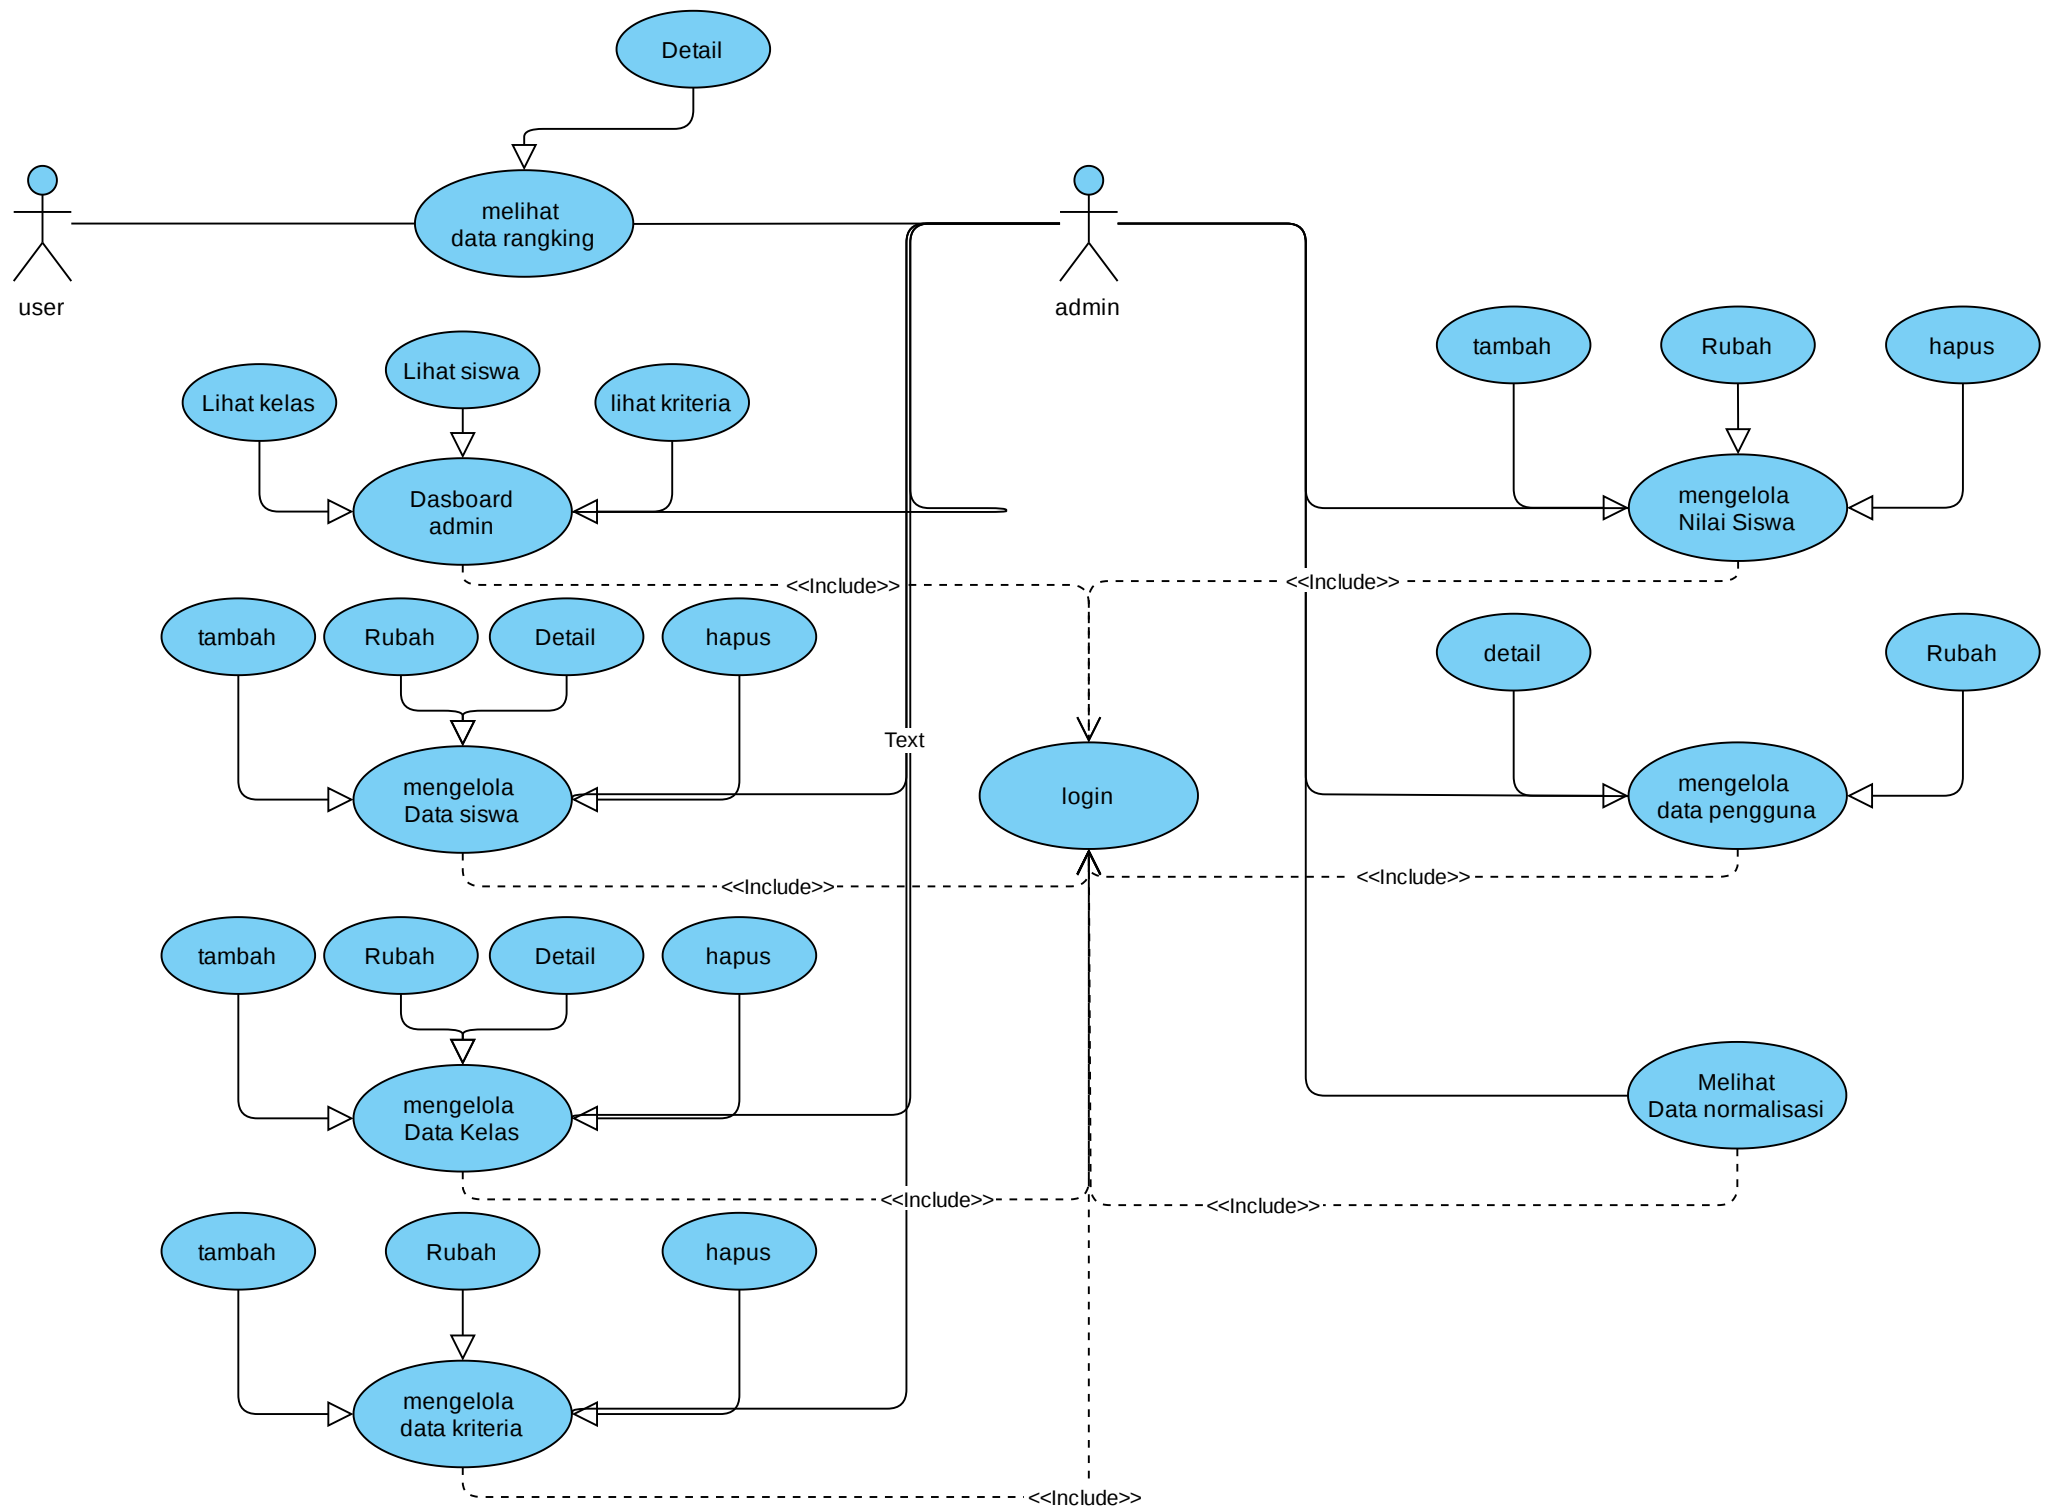 Detail
melihat
data rangking
user
admin
Lihat kelas
Lihat siswa
lihat kriteria
tambah
Rubah
hapus
Dasboard
admin
mengelola
Nilai Siswa
<<Include>>
<<Include>>
tambah
Rubah
Detail
hapus
detail
Rubah
Text
mengelola
Data siswa
login
mengelola
data pengguna
<<Include>>
<<Include>>
tambah
Rubah
Detail
hapus
mengelola
Data Kelas
Melihat
Data normalisasi
<<Include>>
<<Include>>
tambah
Rubah
hapus
mengelola
data kriteria
<<Include>>